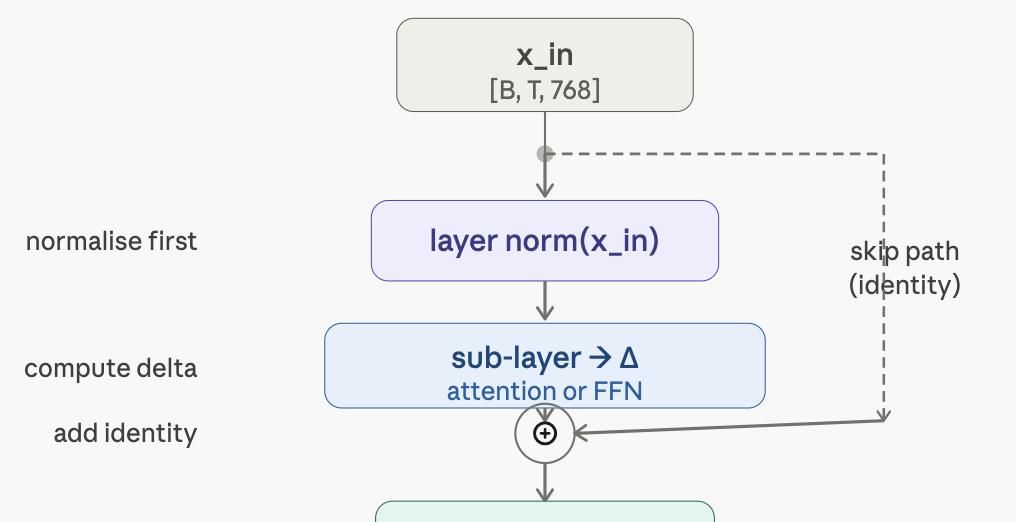 x_in
[B, T, 768]
normalise first
layer norm(x_in)
skip path
(identity)
compute delta
sub-layer → Δ
attention or FFN
add identity
+